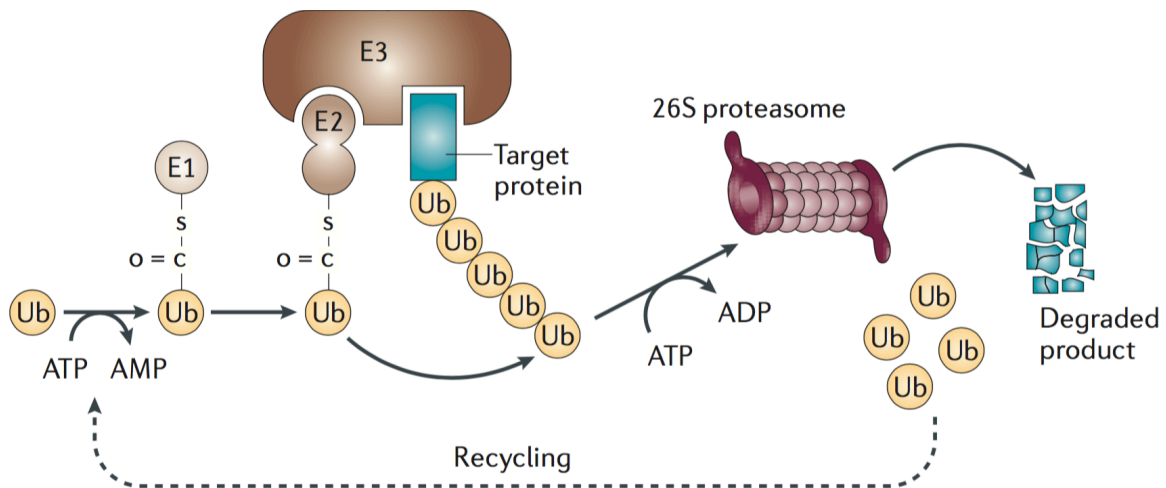 E3
E2
26S proteasome
E1
Target
protein
Ub
S
S
Ub
O = C
O = C
Ub
Ub
Ub
Ub
Ub
Ub
Ub
Ub
Ub
Ub
Ub
ADP
ATP
Degraded
product
ATP
AMP
Recycling